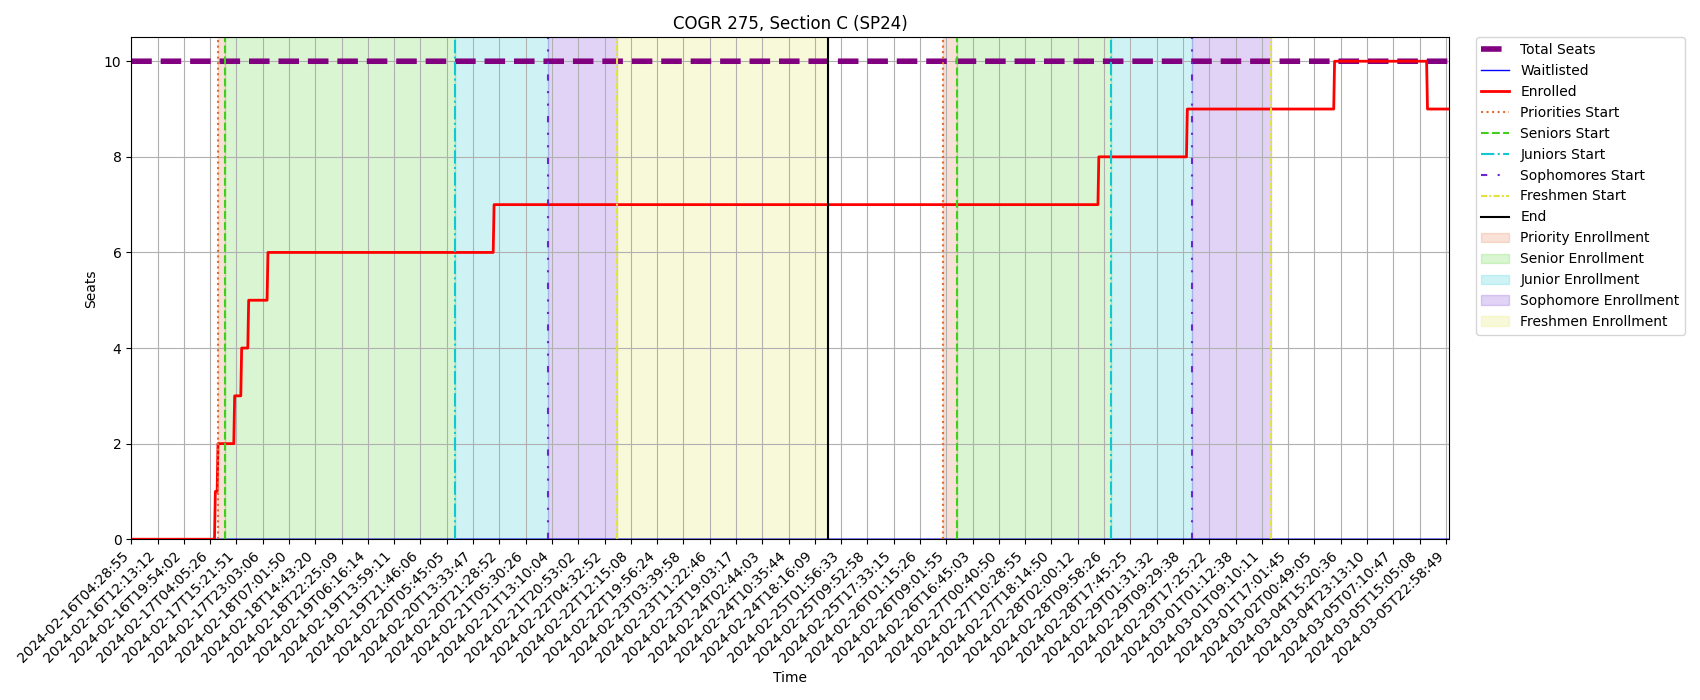 COGR 275, Section C (SP24)
Total Seats
Waitlisted
Enrolled
Priorities Start
Seniors Start
Juniors Start
Sophomores Start
Freshmen Start
End
Priority Enrollment
Senior Enrollment
Junior Enrollment
Sophomore Enrollment
Freshmen Enrollment
Seats
10
8
6
4
2
0
2024-02-16T04:28:55
2024-02-16T12:13:12
2024-02-16T19:54:02
2024-02-17T04:05:26
2024-02-17T15:21:51
2024-02-17T23:03:06
2024-02-18T07:01:50
2024-02-18T14:43:20
2024-02-18T22:25:09
2024-02-19T06:16:14
2024-02-19T13:59:11
2024-02-19T21:46:06
2024-02-20T05:45:05
2024-02-20T13:33:47
2024-02-20T21:28:52
2024-02-21T05:30:26
2024-02-21T13:10:04
2024-02-21T20:53:02
2024-02-22T04:32:52
2024-02-22T12:15:08
2024-02-22T19:56:24
2024-02-23T03:39:58
2024-02-23T11:22:46
2024-02-23T19:03:17
2024-02-24T02:44:03
2024-02-24T10:35:44
2024-02-24T18:16:09
2024-02-25T01:56:33
2024-02-25T09:52:58
2024-02-25T17:33:15
2024-02-26T01:15:26
2024-02-26T09:01:55
2024-02-26T16:45:03
2024-02-27T00:40:50
2024-02-27T10:28:55
2024-02-27T18:14:50
2024-02-28T02:00:12
2024-02-28T09:58:26
2024-02-28T17:45:25
2024-02-29T01:31:32
2024-02-29T09:29:38
2024-02-29T17:25:22
2024-03-01T01:12:38
2024-03-01T09:10:11
2024-03-01T17:01:45
2024-03-02T00:49:05
2024-03-04T15:20:36
2024-03-04T23:13:10
2024-03-05T07:10:47
2024-03-05T15:05:08
2024-03-05T22:58:49
Time